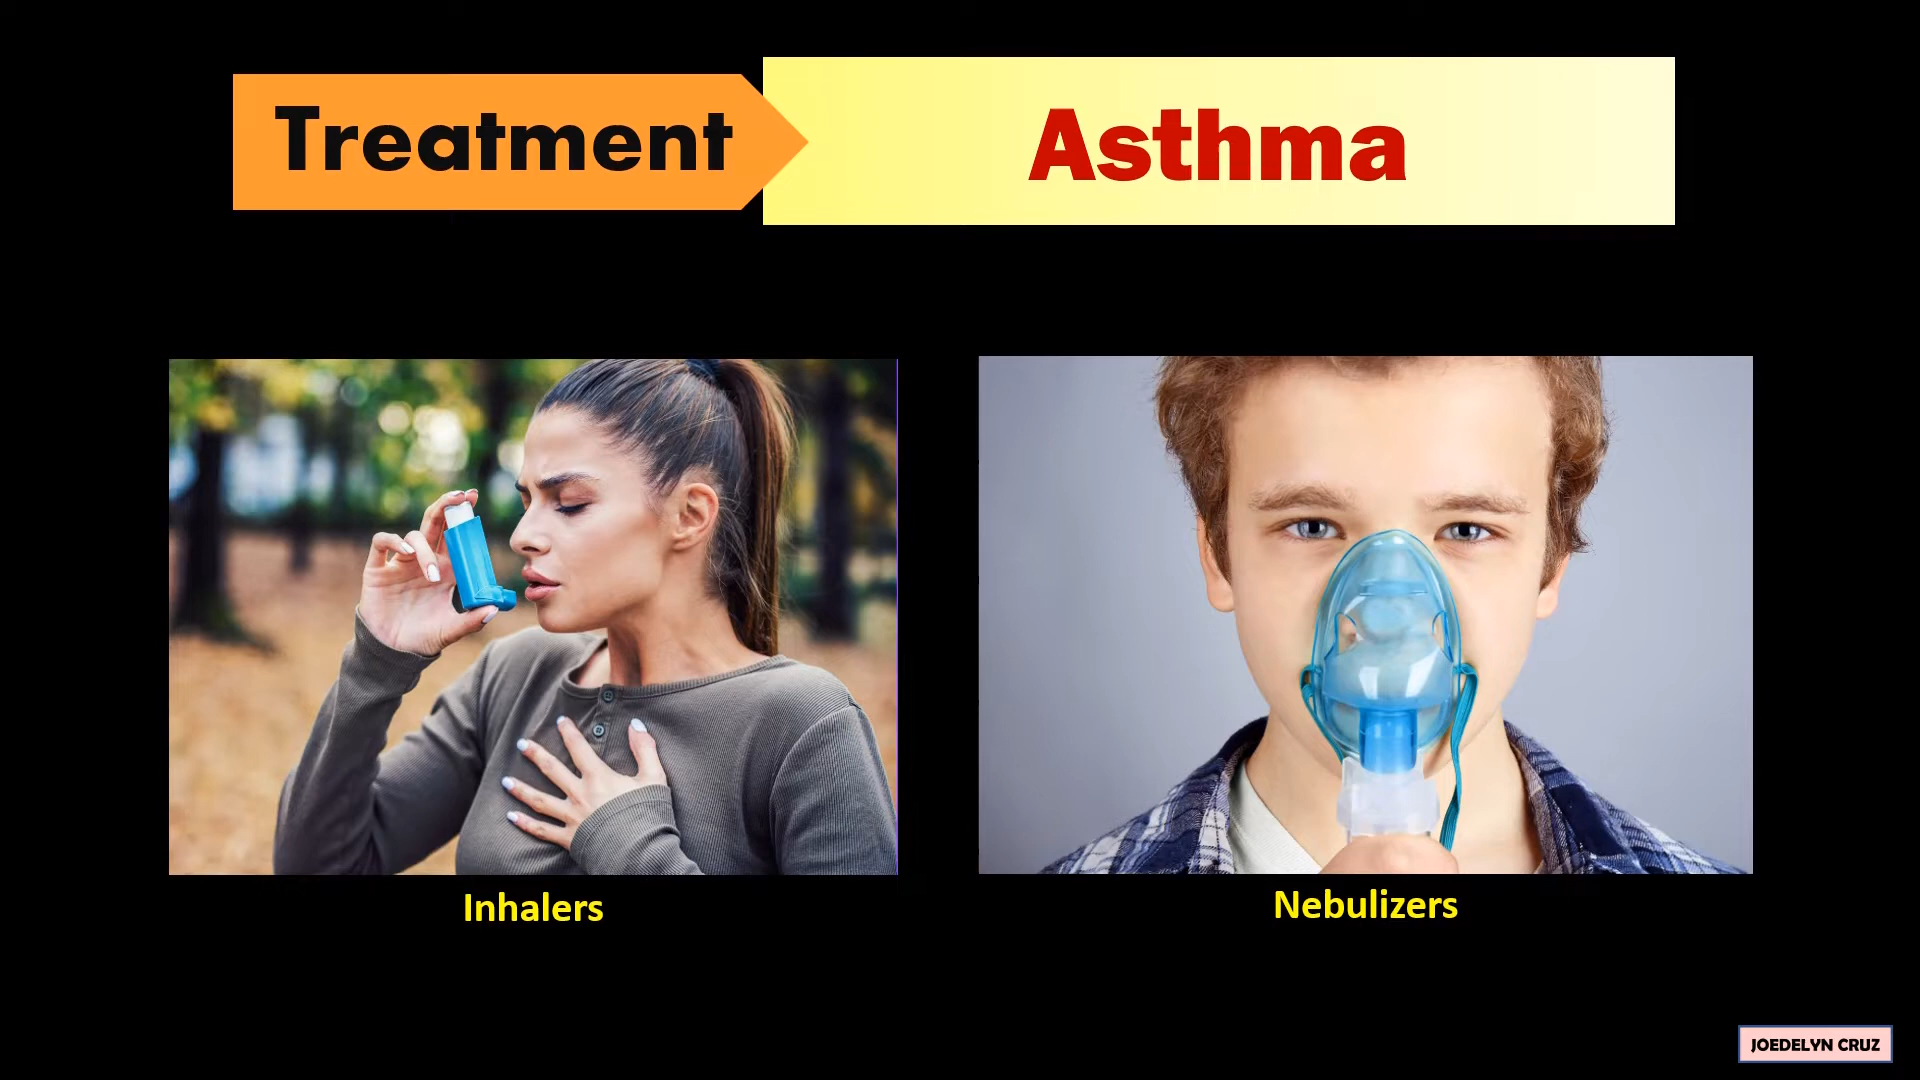 Treatment
Asthma
Inhalers
Nebulizers
JOEDELYN CRUZ